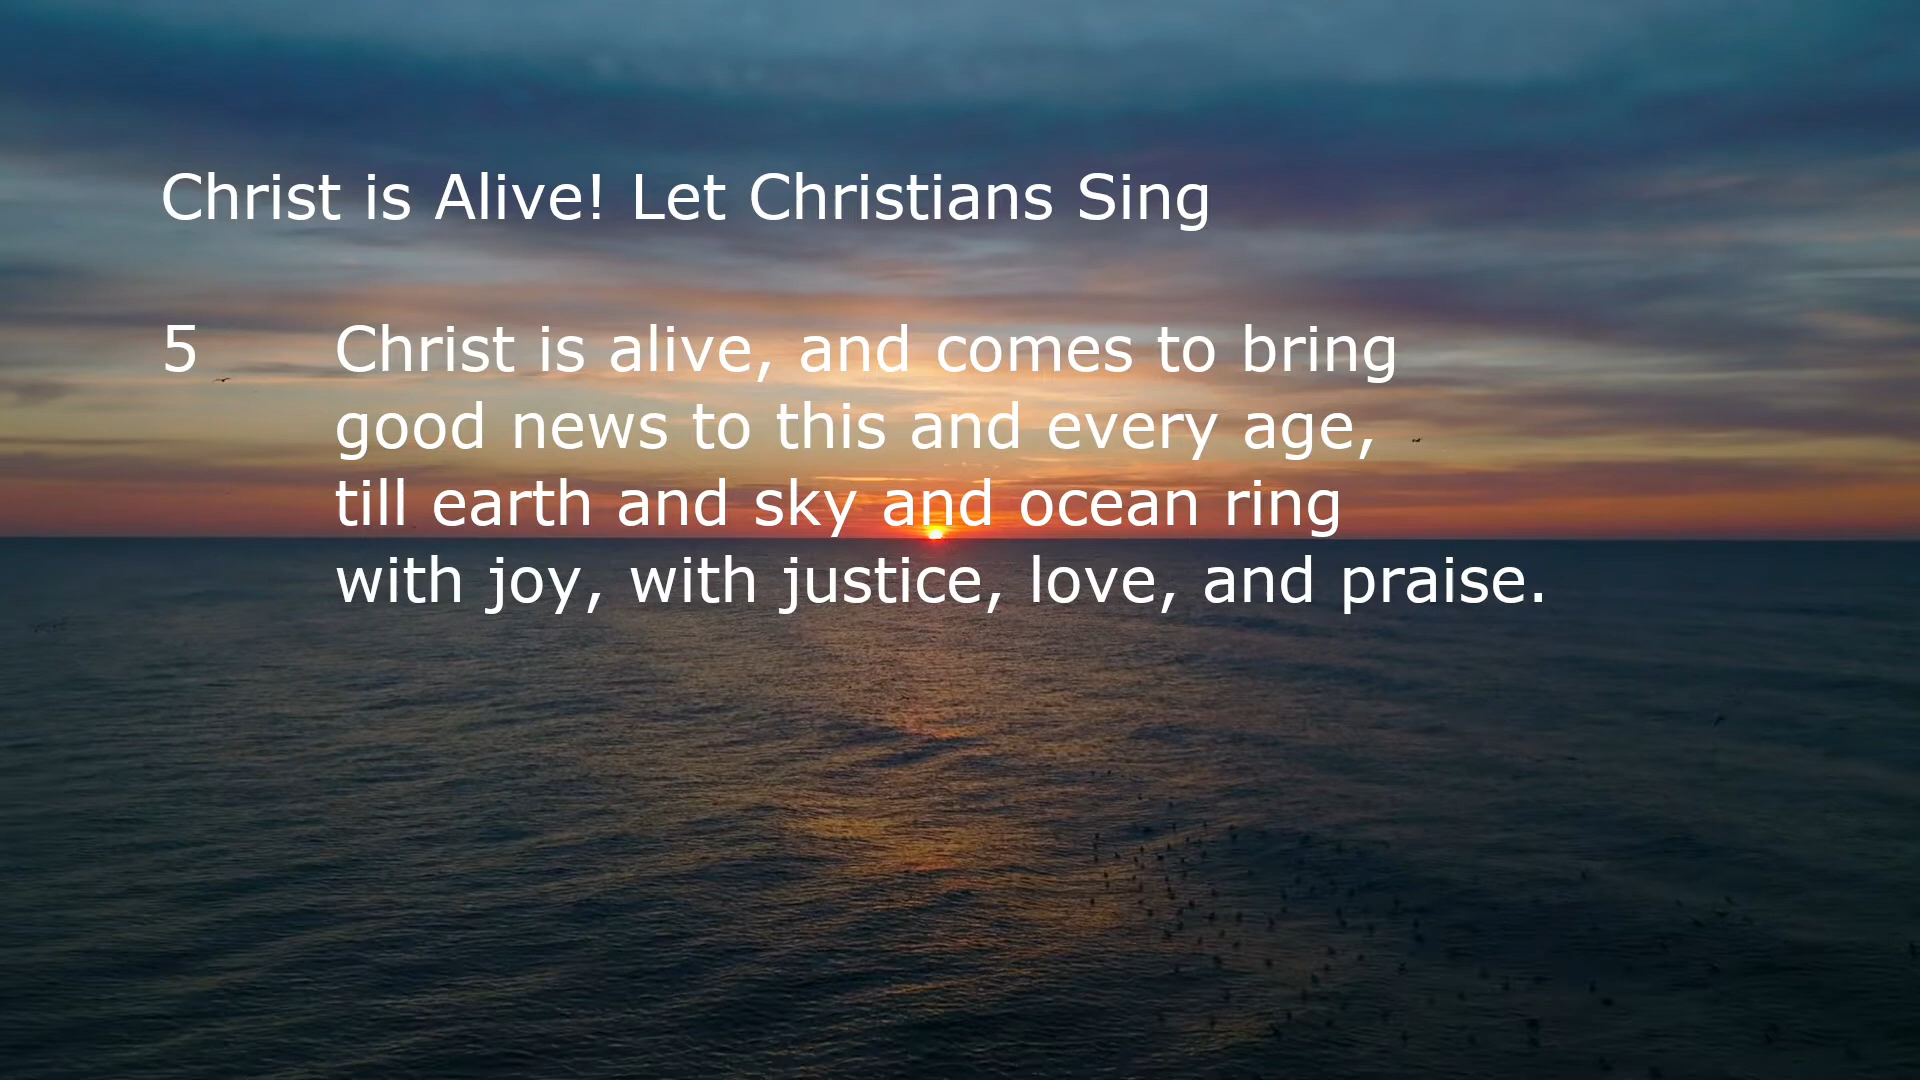 Christ is Alive! Let Christians Sing
5 Christ is alive, and comes to bring
good news to this and every age,
till earth and sky and ocean ring
with joy, with justice, love, and praise.